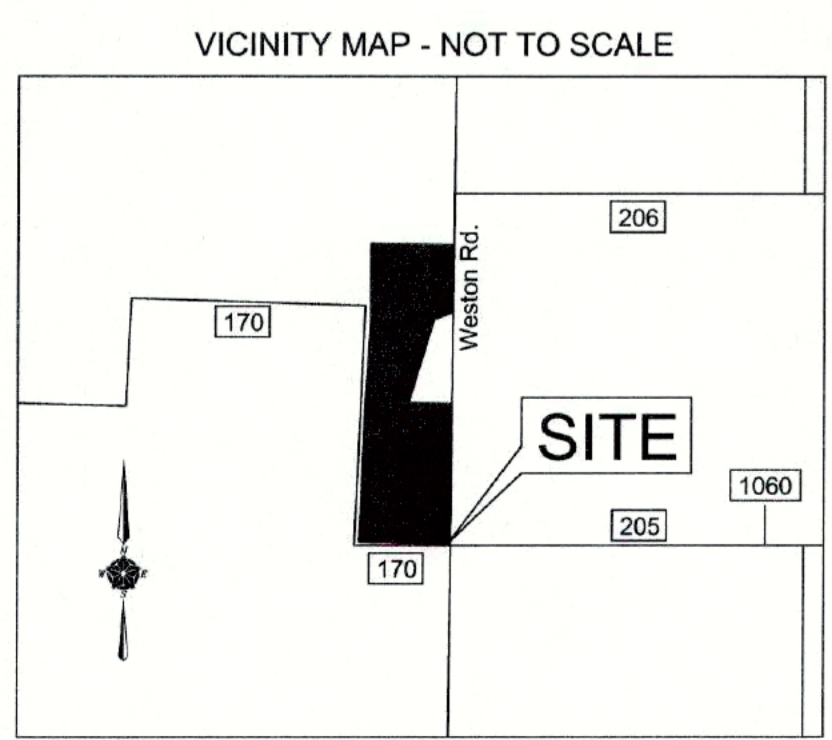 VICINITY MAP - NOT TO SCALE
206
Weston Rd.
170
SITE
1060
205
170
N
W E
S